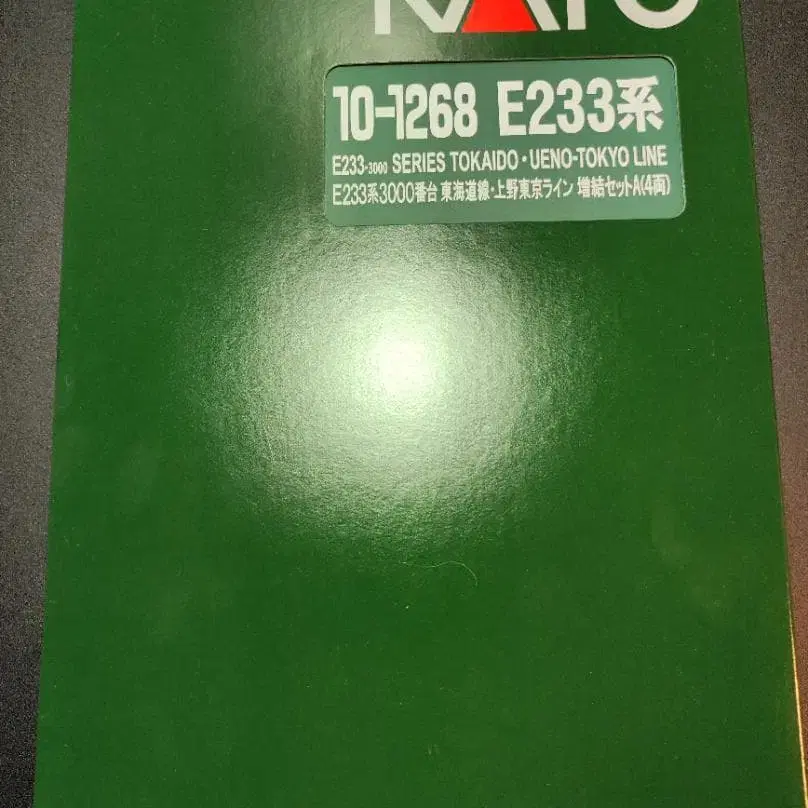 KATO
10-1268 E233系
E233-3000 SERIES TOKAIDO・UENO-TOKYO LINE
E233系3000番台 東海道線・上野東京ライン 増結セットA(4両)